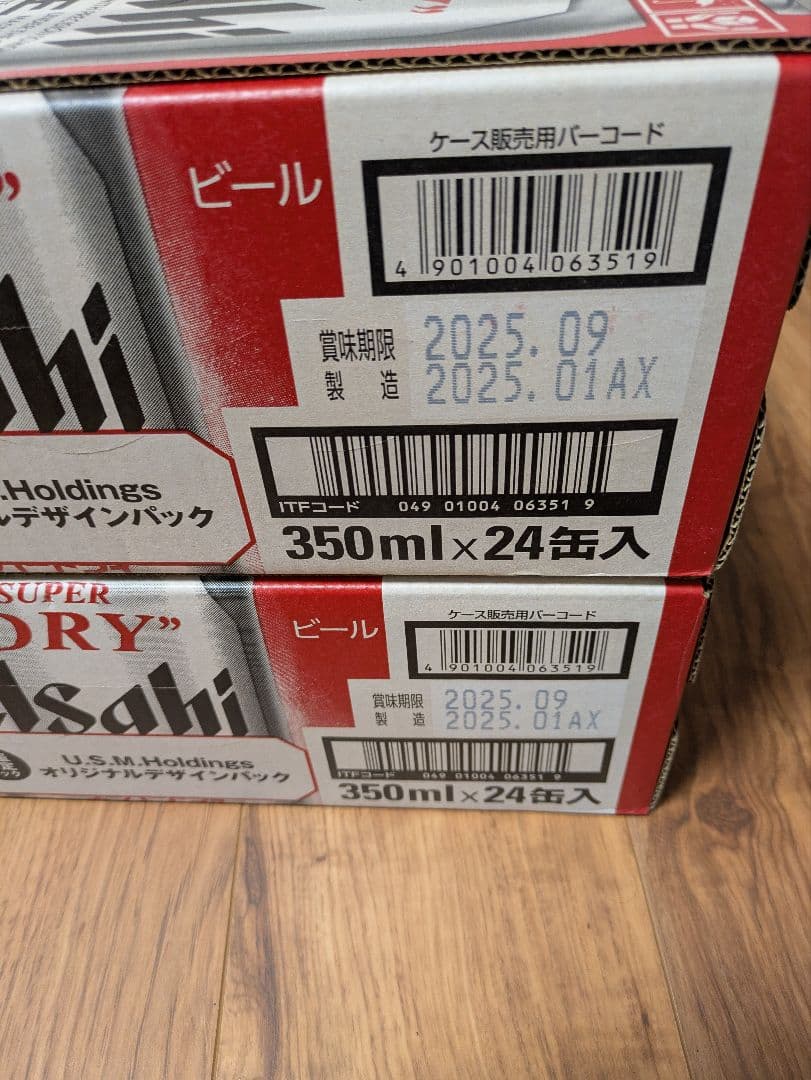 ビール
ケース販売用バーコード
4 901004 063519
賞味期限 2025.09
製造 2025.01AX
ITFコード 049 01004 06351 9
350ml×24缶入
.Holdings
ルデザインパック
SUPER
DRY”
Asahi
ビール
ケース販売用バーコード
4 901004 063519
賞味期限 2025.09
製造 2025.01AX
ITFコード 049 01004 06351 9
350ml×24缶入
U.S.M.Holdings
オリジナルデザインパック